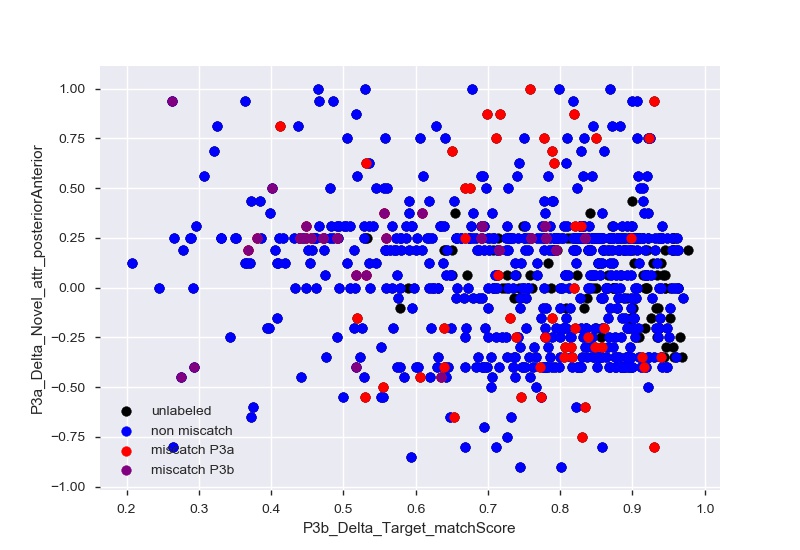 1.00
0.75
0.50
0.25
0.00
−0.25
−0.50
−0.75
−1.00
P3a_Delta_Novel_attr_posteriorAnterior
unlabeled
non miscatch
miscatch P3a
miscatch P3b
0.2 0.3 0.4 0.5 0.6 0.7 0.8 0.9 1.0
P3b_Delta_Target_matchScore